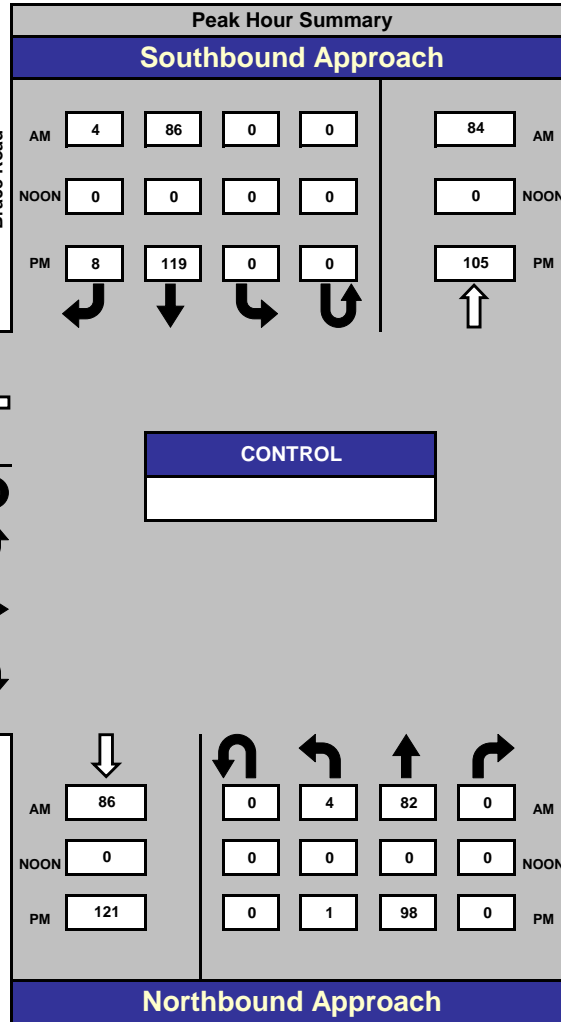 Peak Hour Summary
Southbound Approach
AM 4 86 0 0 84 AM
NOON 0 0 0 0 0 NOON
PM 8 119 0 0 105 PM
CONTROL
AM 86 0 4 82 0 AM
NOON 0 0 0 0 0 NOON
PM 121 0 1 98 0 PM
Northbound Approach